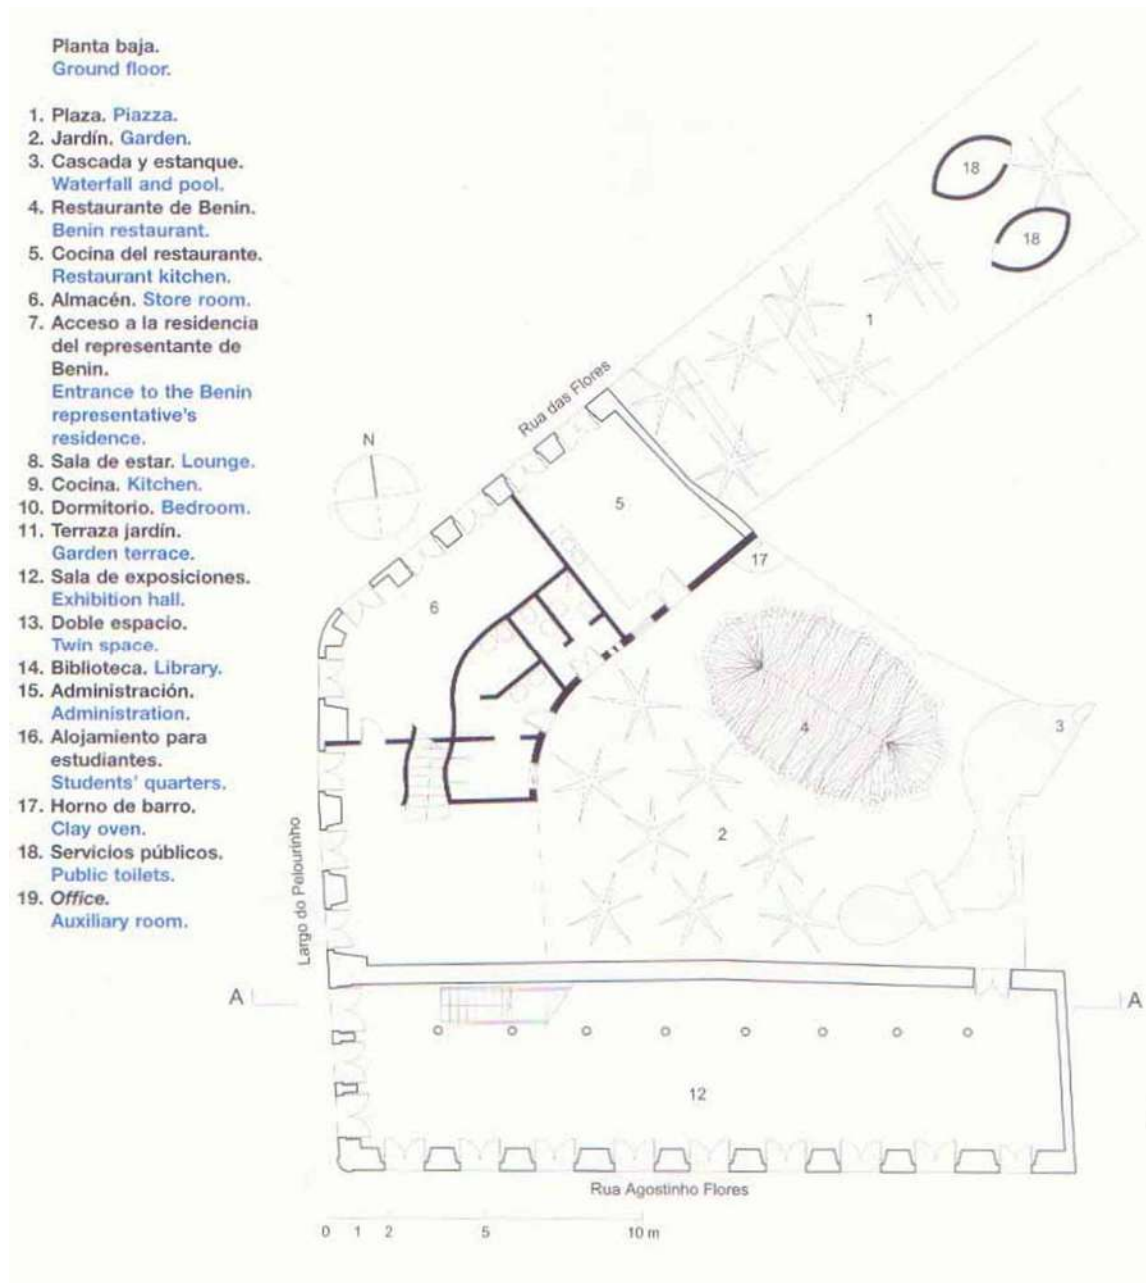 Planta baja.
Ground floor.
1. Plaza. Piazza.
2. Jardín. Garden.
3. Cascada y estanque.
Waterfall and pool.
4. Restaurante de Benin.
Benin restaurant.
5. Cocina del restaurante.
Restaurant kitchen.
6. Almacén. Store room.
7. Acceso a la residencia
del representante de
Benin.
Entrance to the Benin
representative's
residence.
8. Sala de estar. Lounge.
9. Cocina. Kitchen.
10. Dormitorio. Bedroom.
11. Terraza jardín.
Garden terrace.
12. Sala de exposiciones.
Exhibition hall.
13. Doble espacio.
Twin space.
14. Biblioteca. Library.
15. Administración.
Administration.
16. Alojamiento para
estudiantes.
Students' quarters.
17. Horno de barro.
Clay oven.
18. Servicios públicos.
Public toilets.
19. Office.
Auxiliary room.
18
18
1
Rua das Flores
N
5
17
6
4
3
2
Largo do Pelourinho
A
A
12
Rua Agostinho Flores
0 1 2 5 10 m